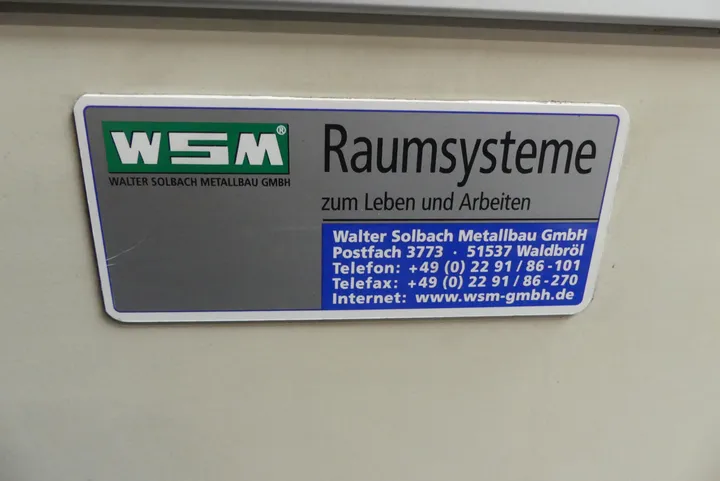 WSM®
WALTER SOLBACH METALLBAU GMBH
Raumsysteme
zum Leben und Arbeiten
Walter Solbach Metallbau GmbH
Postfach 3773 · 51537 Waldbröl
Telefon: +49 (0) 22 91 / 86-101
Telefax: +49 (0) 22 91 / 86-270
Internet: www.wsm-gmbh.de